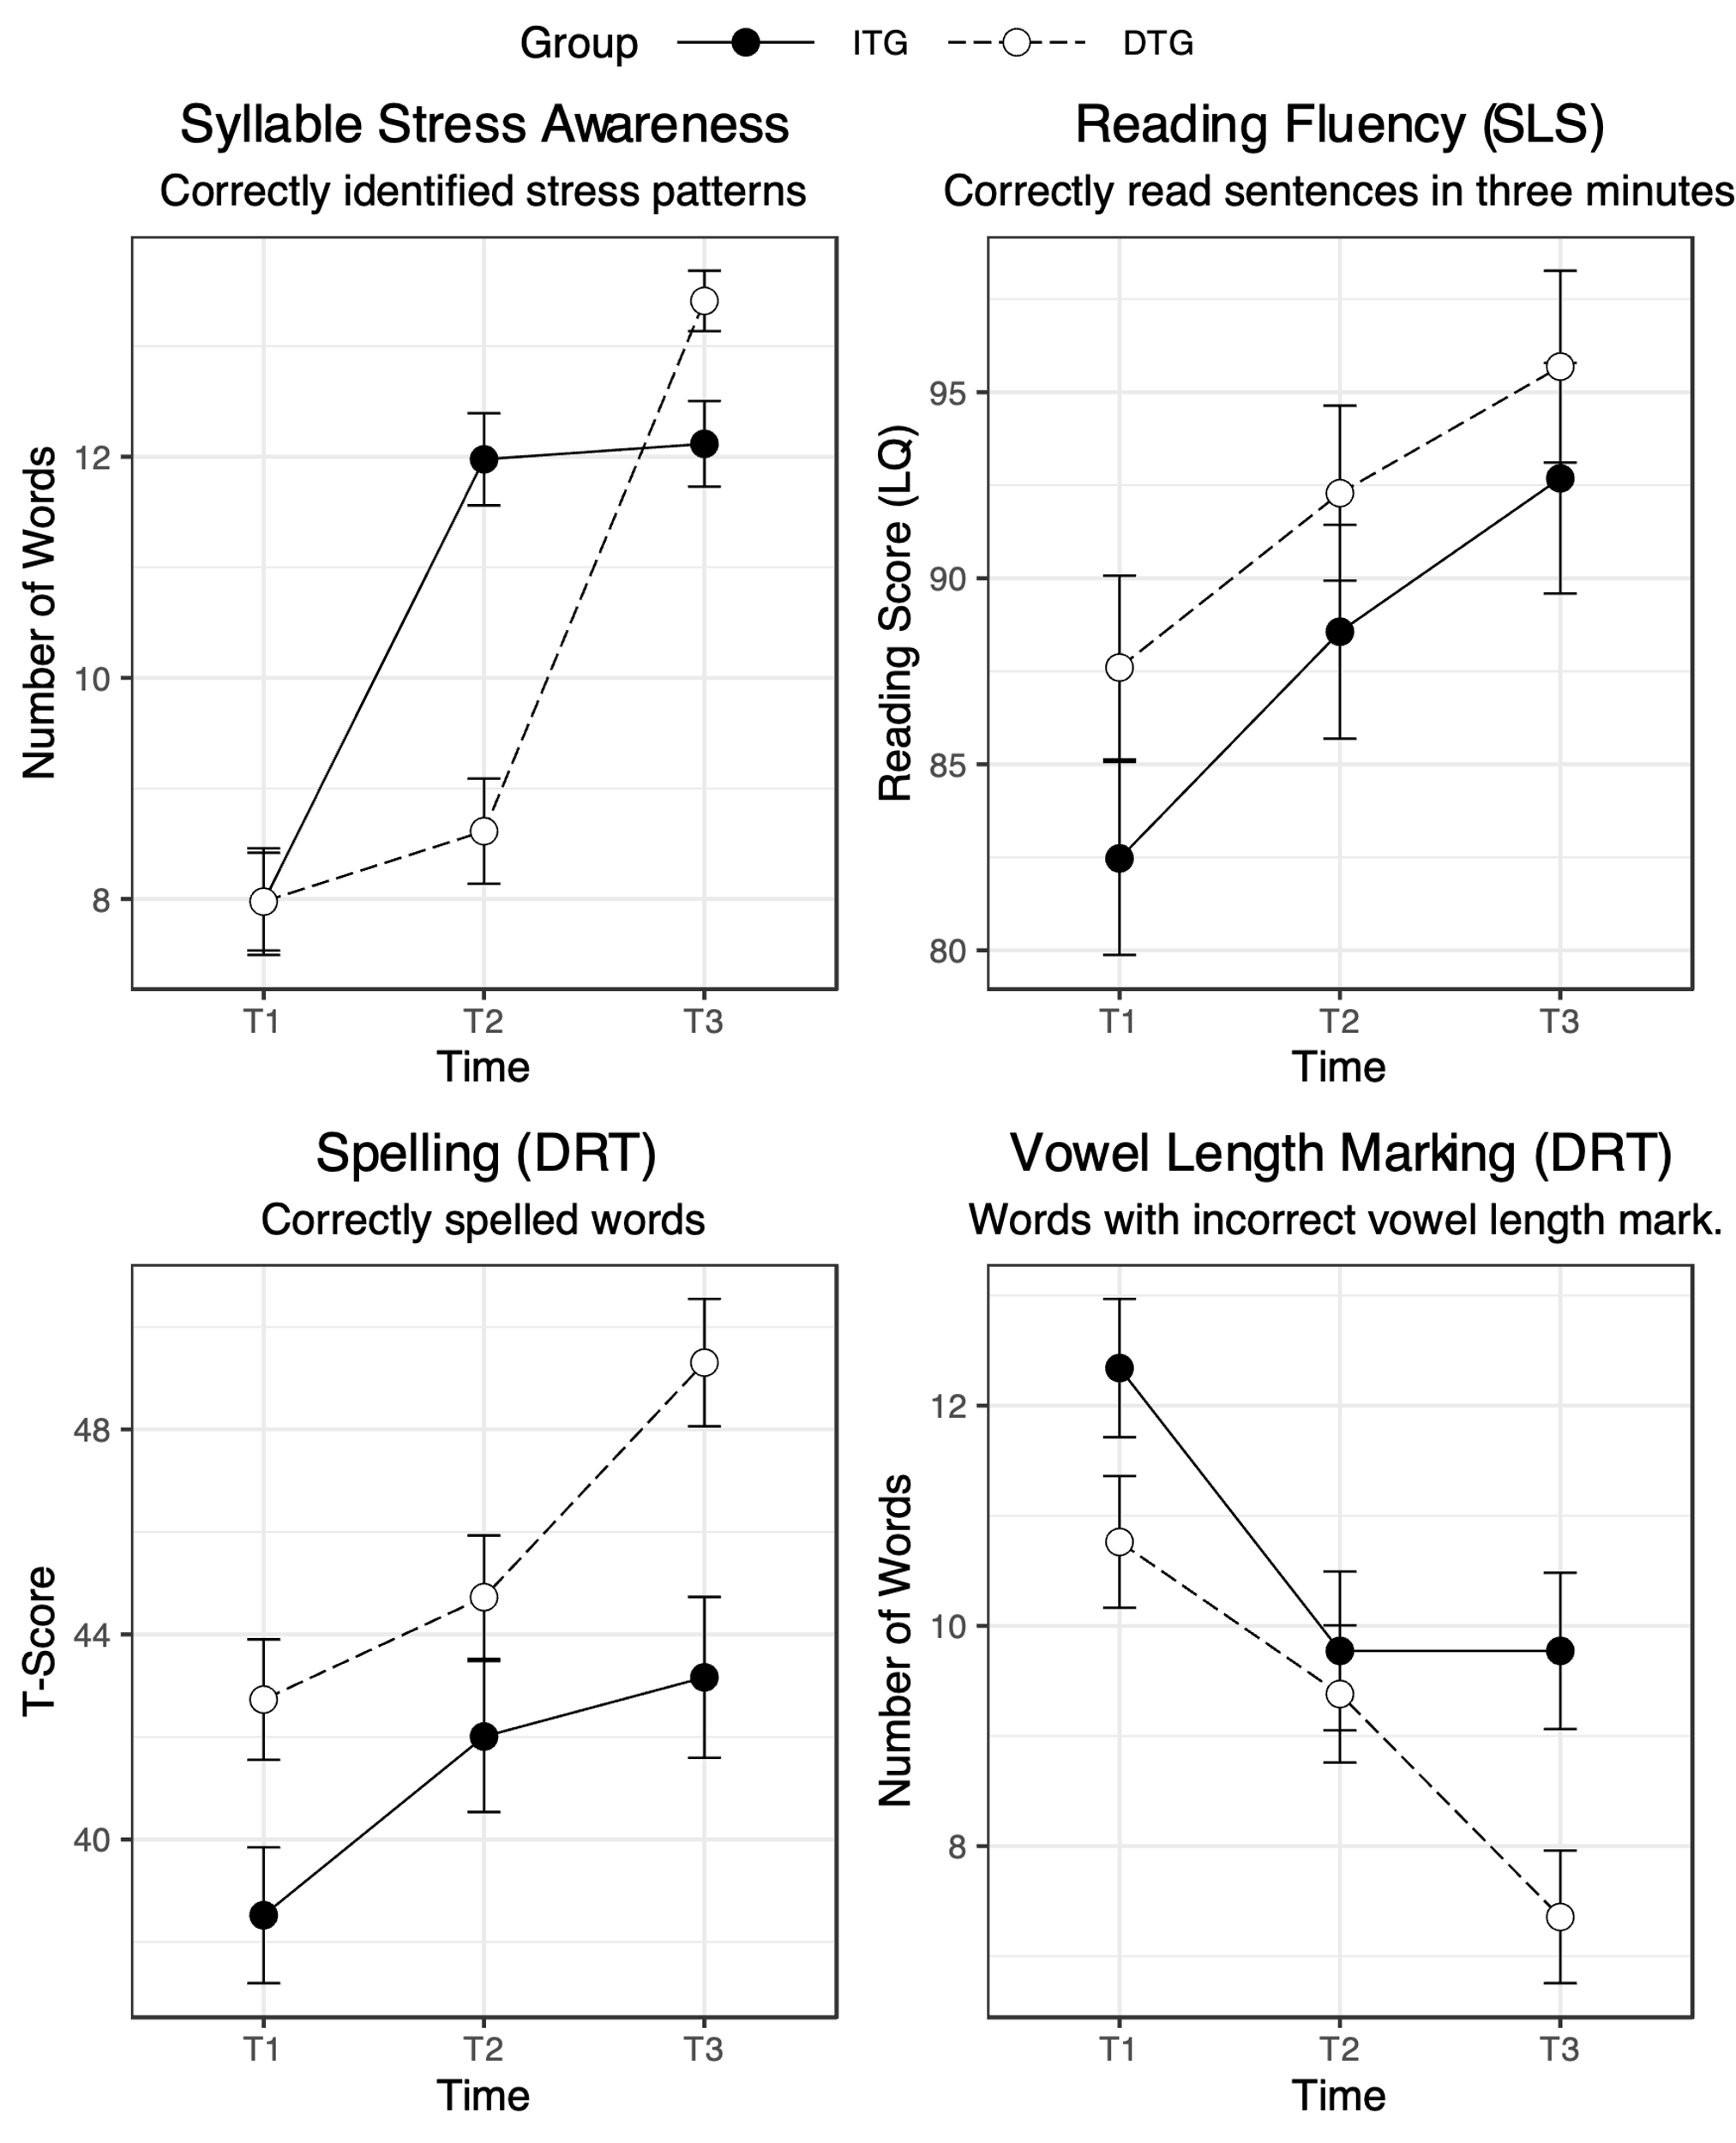 Group ITG DTG
Syllable Stress Awareness
Correctly identified stress patterns
Number of Words
12
10
8
T1 T2 T3
Time
Reading Fluency (SLS)
Correctly read sentences in three minutes
Reading Score (LQ)
95
90
85
80
T1 T2 T3
Time
Spelling (DRT)
Correctly spelled words
T-Score
48
44
40
T1 T2 T3
Time
Vowel Length Marking (DRT)
Words with incorrect vowel length mark.
Number of Words
12
10
8
T1 T2 T3
Time